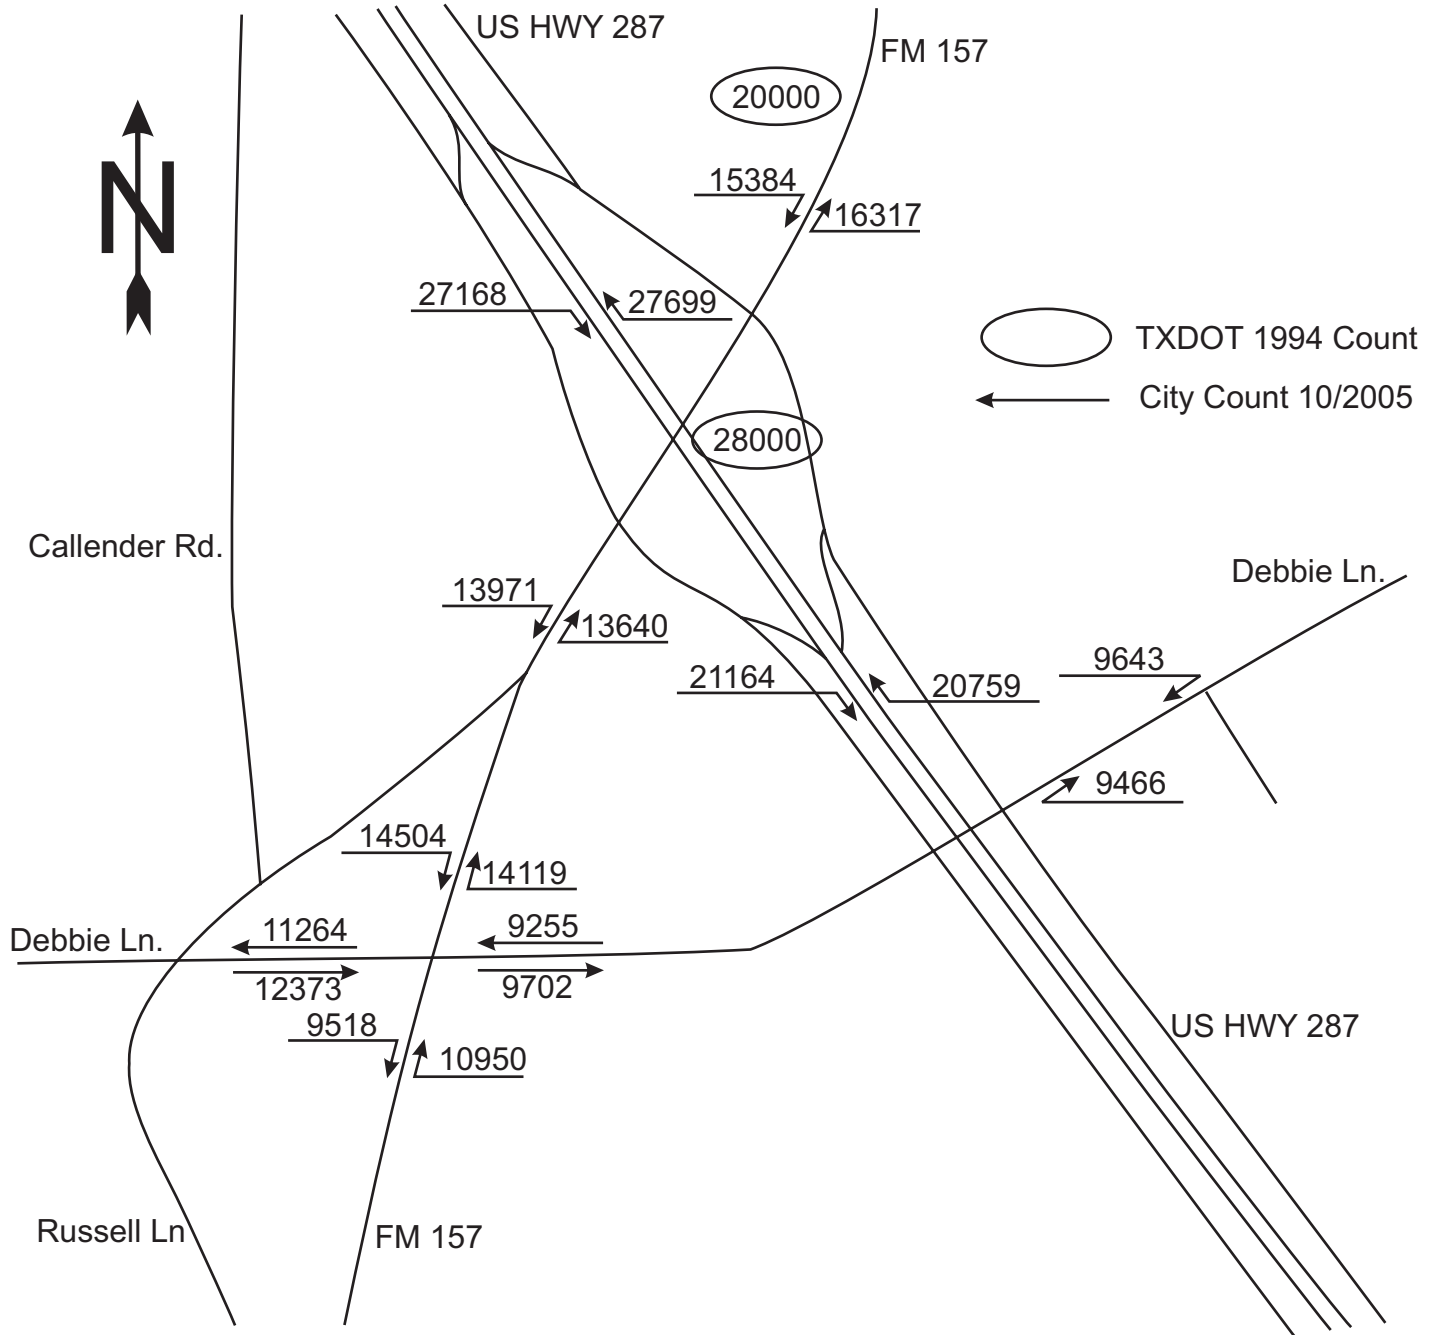 US HWY 287
FM 157
20000
N
15384
16317
27168
27699
TXDOT 1994 Count
City Count 10/2005
28000
Callender Rd.
Debbie Ln.
13971
13640
9643
21164
20759
9466
14504
14119
Debbie Ln.
11264
9255
12373
9702
9518
10950
US HWY 287
Russell Ln
FM 157